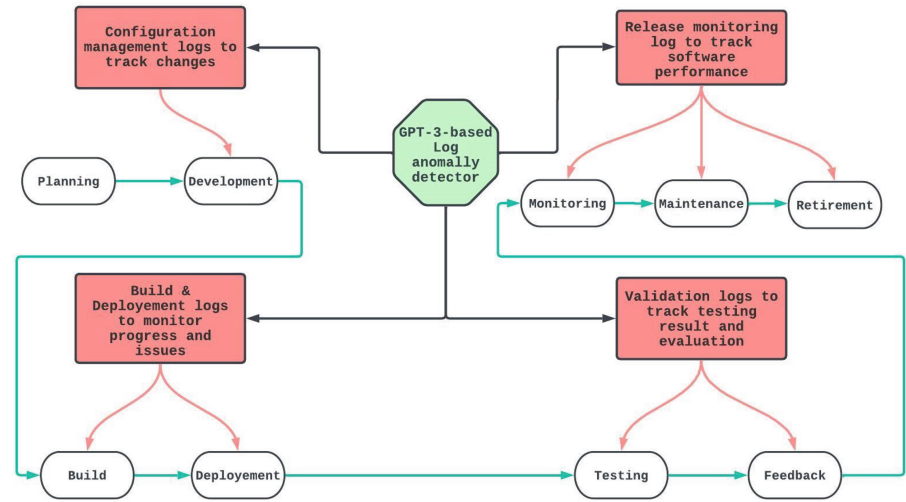 Configuration
management logs to
track changes
Release monitoring
log to track
software
performance
GPT-3-based
Log
anomally
detector
Planning
Development
Monitoring
Maintenance
Retirement
Build &
Deployement logs
to monitor
progress and
issues
Validation logs to
track testing
result and
evaluation
Build
Deployement
Testing
Feedback